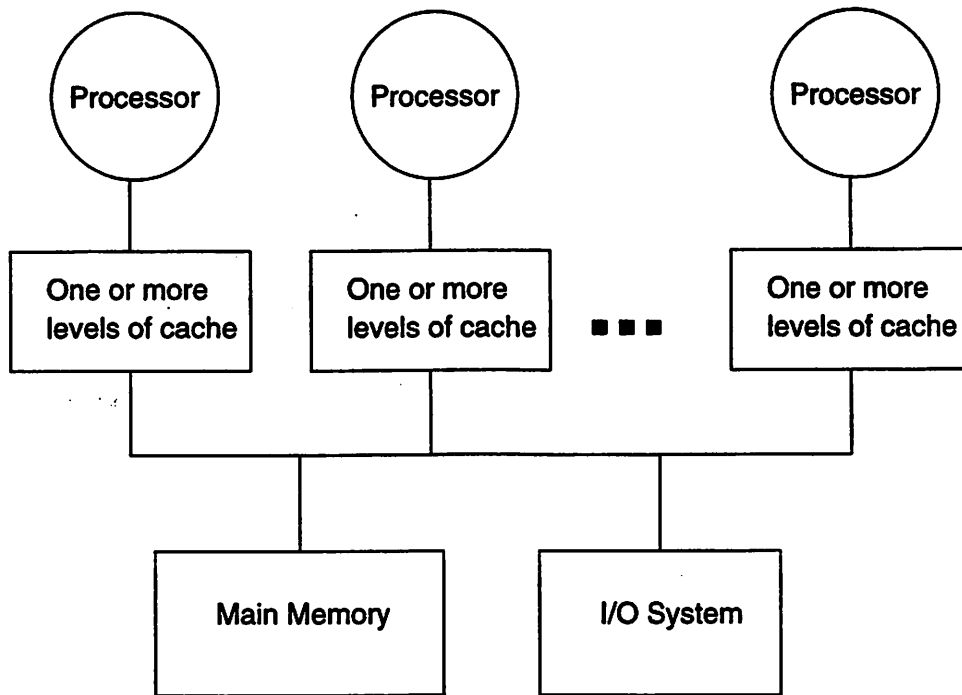 Processor
Processor
Processor
One or more
levels of cache
One or more
levels of cache
One or more
levels of cache
Main Memory
I/O System